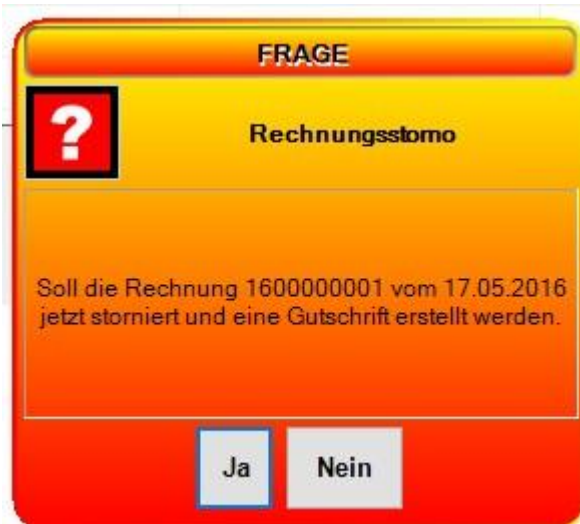 FRAGE
?
Rechnungsstorno
Soll die Rechnung 1600000001 vom 17.05.2016
jetzt storniert und eine Gutschrift erstellt werden.
Ja Nein